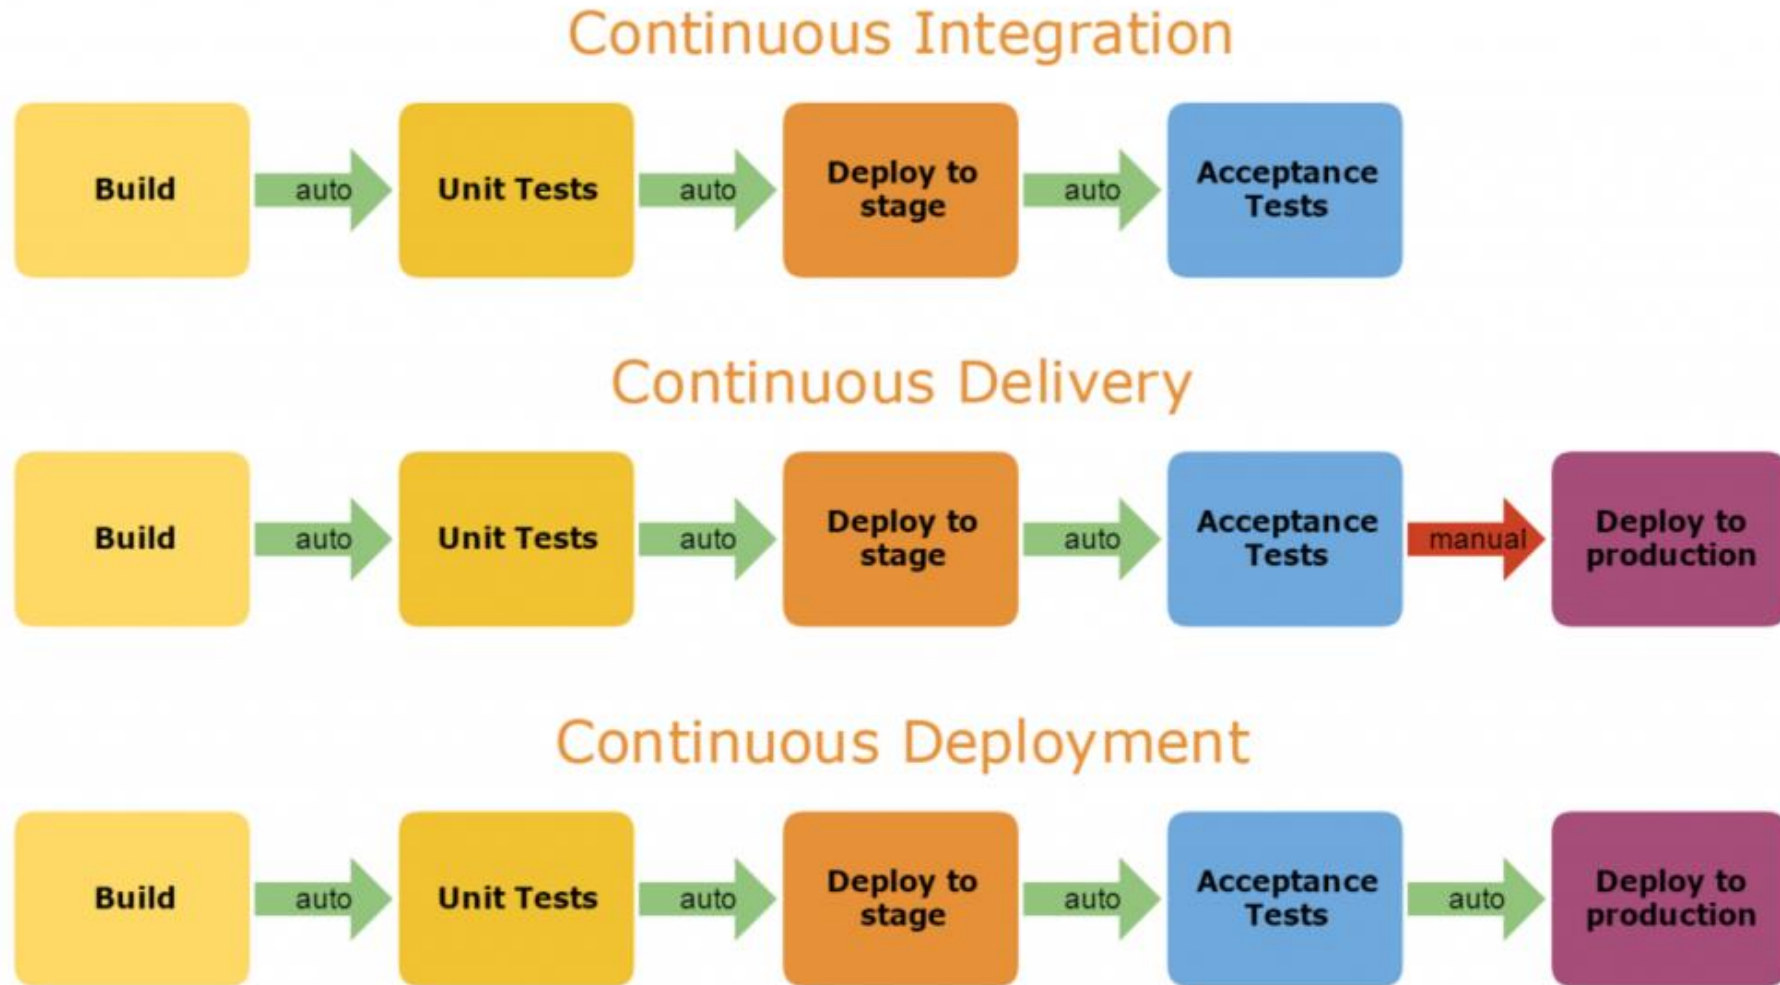 Continuous Integration
Build
auto
Unit Tests
auto
Deploy to
stage
auto
Acceptance
Tests
Continuous Delivery
Build
auto
Unit Tests
auto
Deploy to
stage
auto
Acceptance
Tests
manual
Deploy to
production
Continuous Deployment
Build
auto
Unit Tests
auto
Deploy to
stage
auto
Acceptance
Tests
auto
Deploy to
production